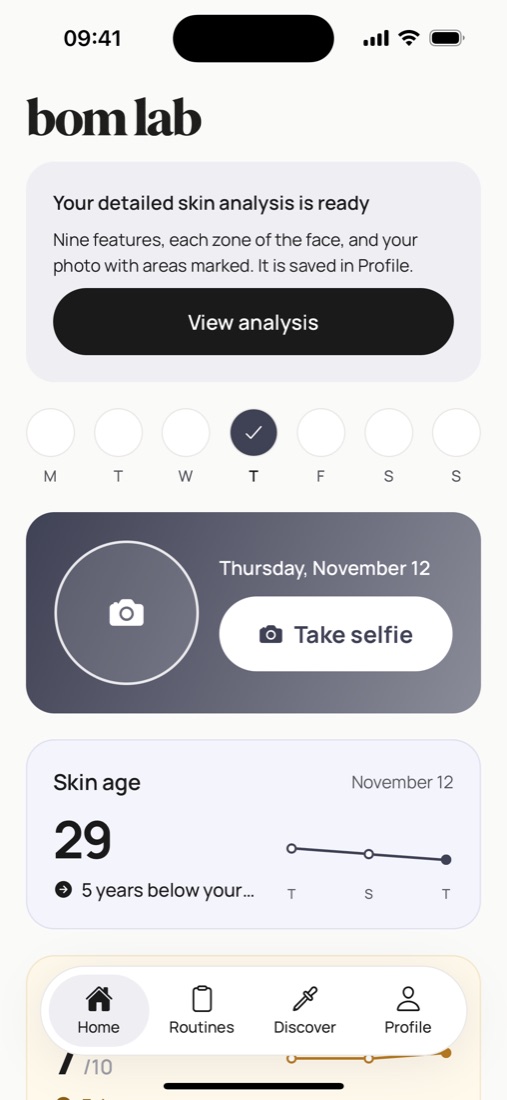 09:41
bom lab
Your detailed skin analysis is ready
Nine features, each zone of the face, and your
photo with areas marked. It is saved in Profile.
View analysis
M T W T F S S
Thursday, November 12
Take selfie
Skin age
November 12
29
5 years below your...
T S T
/10
Home Routines Discover Profile